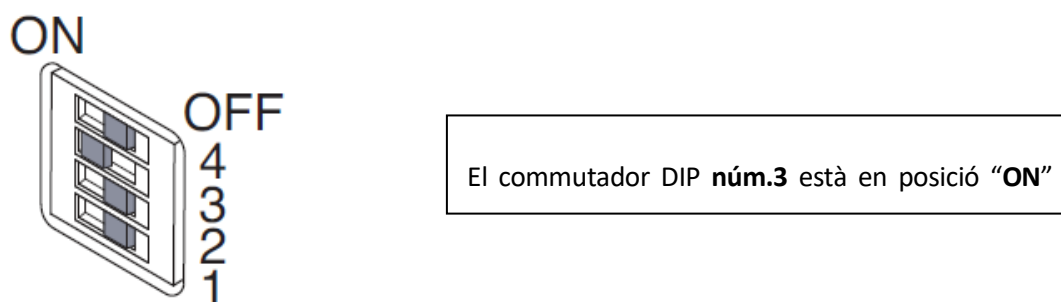 ON
OFF
4
3
2
1
El commutador DIP núm.3 està en posició “ON”